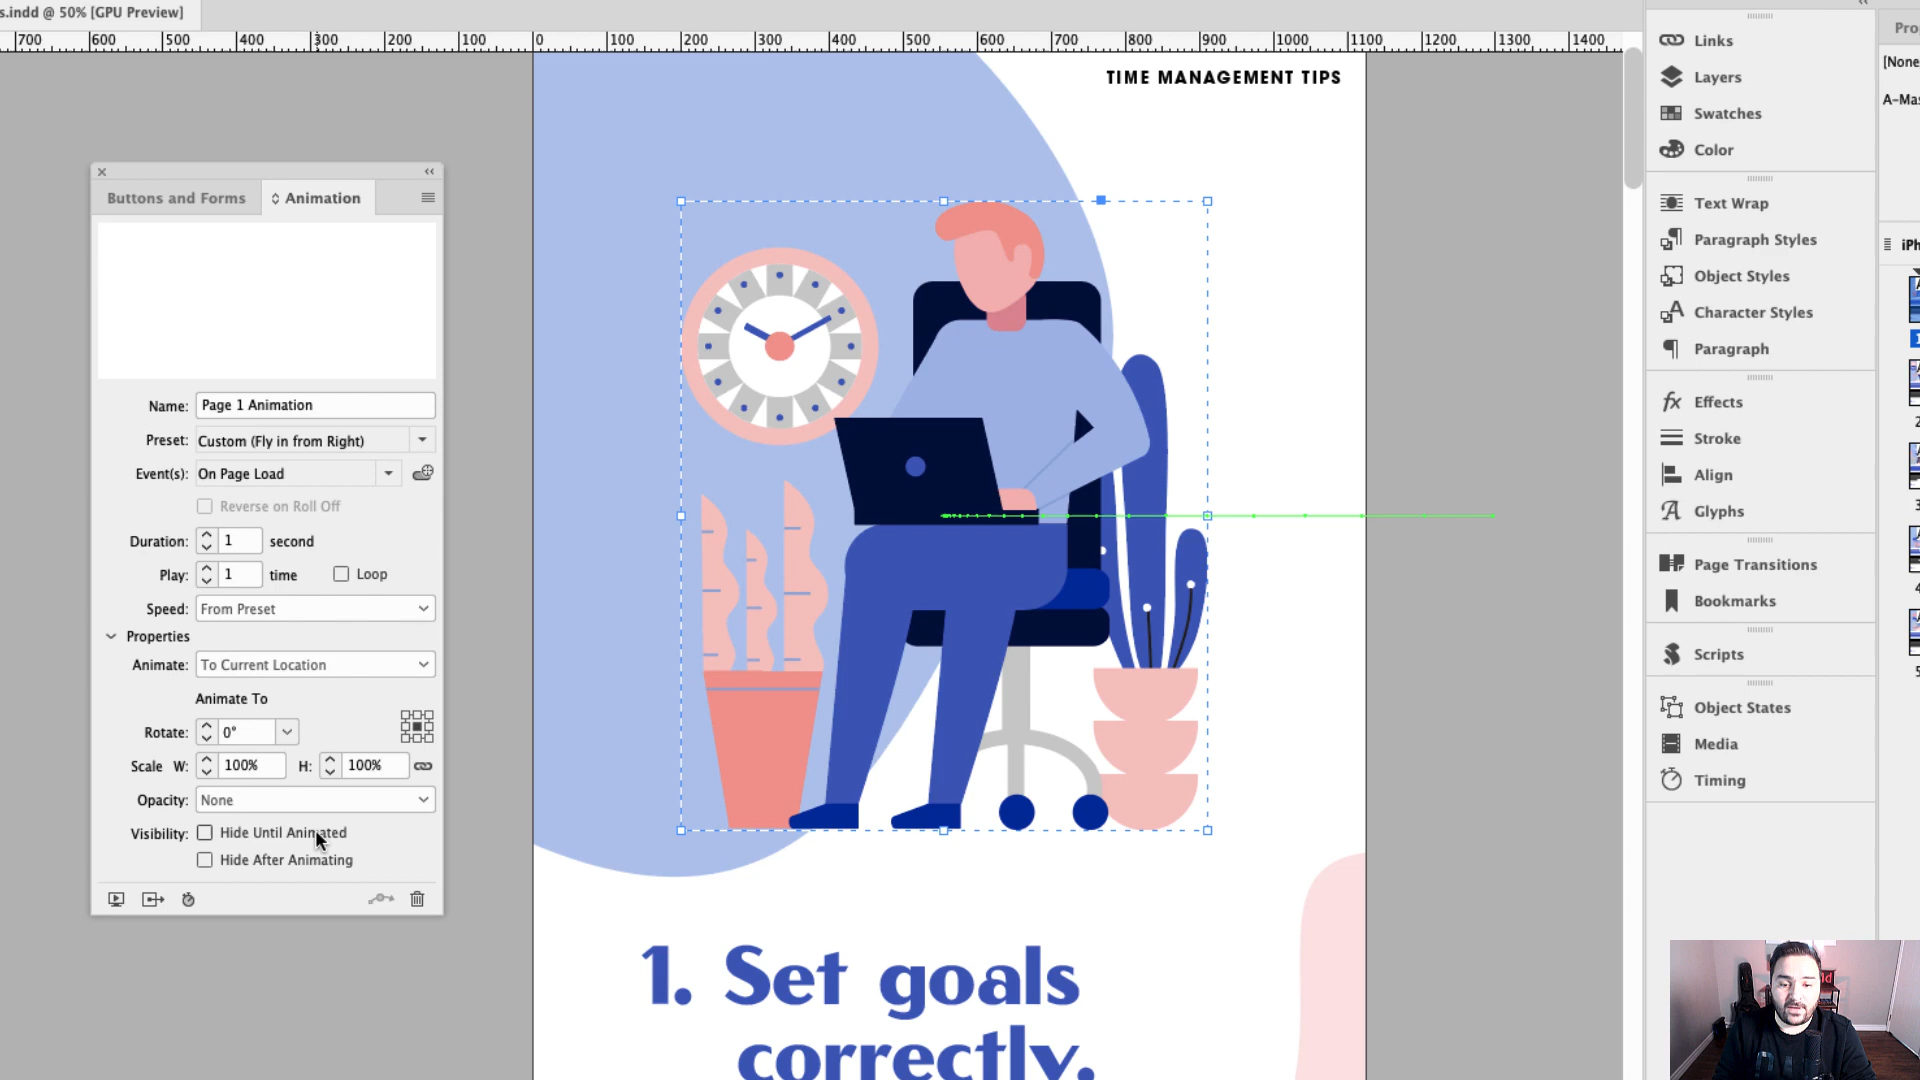 s.indd @ 50% [GPU Preview]
700 600 500 400 300 200 100 0 100 200 300 400 500 600 700 800 900 1000 1100 1200 1300 1400
TIME MANAGEMENT TIPS
Buttons and Forms
Animation
Name: Page 1 Animation
Preset: Custom (Fly in from Right)
Event(s): On Page Load
Reverse on Roll Off
Duration: 1 second
Play: 1 time Loop
Speed: From Preset
Properties
Animate: To Current Location
Animate To
Rotate: 0°
Scale W: 100% H: 100%
Opacity: None
Visibility: Hide Until Animated
Hide After Animating
1. Set goals
correctly.
Links
Layers
Swatches
Color
Text Wrap
Paragraph Styles
Object Styles
Character Styles
Paragraph
Effects
Stroke
Align
Glyphs
Page Transitions
Bookmarks
Scripts
Object States
Media
Timing
Pro
[None
A-Mas
iPh